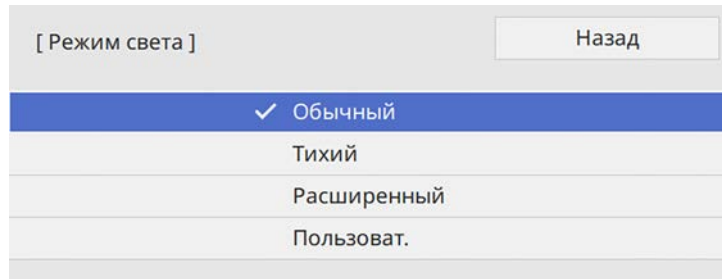 [ Режим света ]
Назад
Обычный
Тихий
Расширенный
Пользоват.